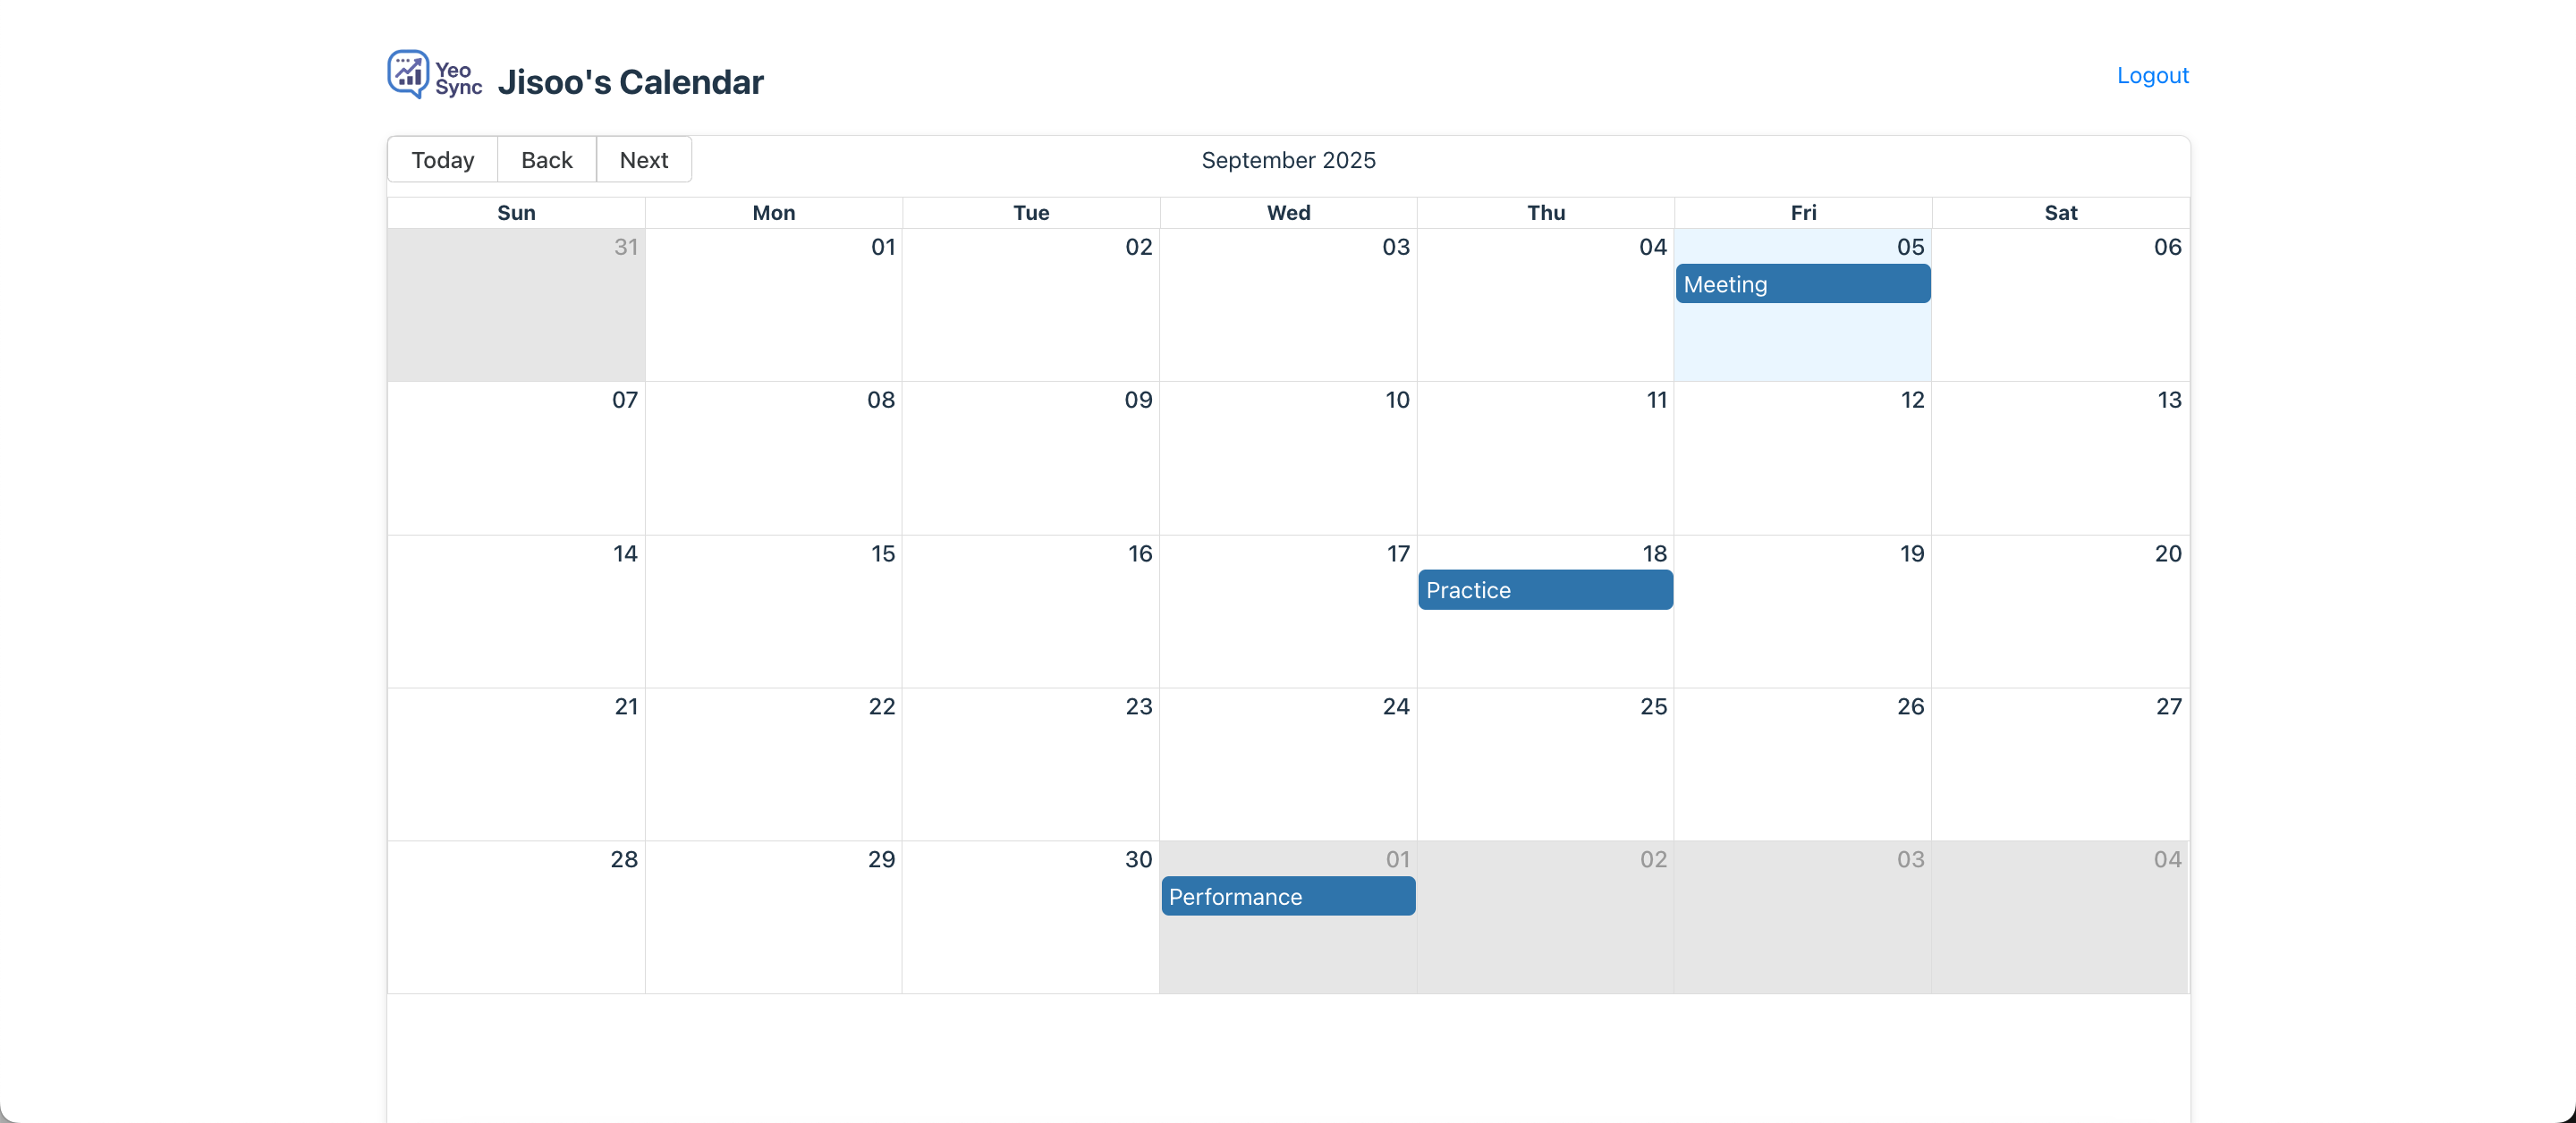 Yeo
Sync
Jisoo's Calendar
Logout
Today Back Next
September 2025
Sun Mon Tue Wed Thu Fri Sat
31 01 02 03 04 05 06
Meeting
07 08 09 10 11 12 13
14 15 16 17 18 19 20
Practice
21 22 23 24 25 26 27
28 29 30 01 02 03 04
Performance